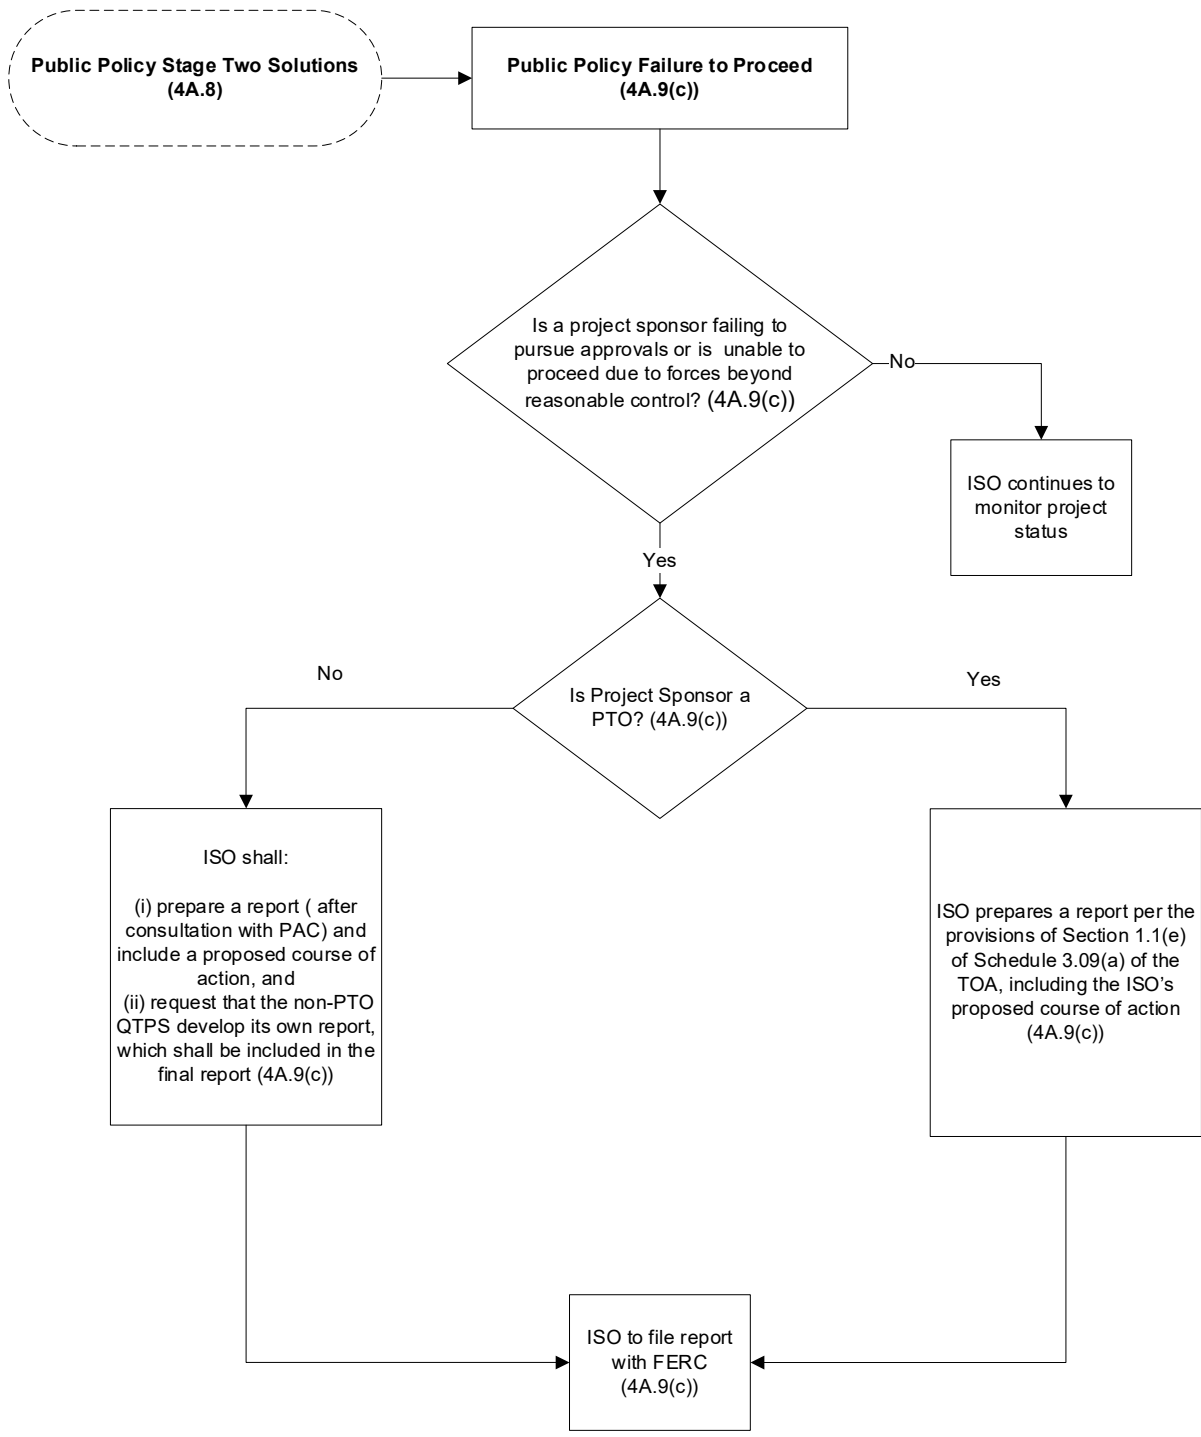 Public Policy Stage Two Solutions
(4A.8)
Public Policy Failure to Proceed
(4A.9(c))
Is a project sponsor failing to
pursue approvals or is  unable to
proceed due to forces beyond
reasonable control? (4A.9(c))
No
ISO continues to
monitor project
status
Yes
Is Project Sponsor a
PTO? (4A.9(c))
No
Yes
ISO shall:
(i) prepare a report ( after
consultation with PAC) and
include a proposed course of
action, and
(ii) request that the non-PTO
QTPS develop its own report,
which shall be included in the
final report (4A.9(c))
ISO prepares a report per the
provisions of Section 1.1(e)
of Schedule 3.09(a) of the
TOA, including the ISO’s
proposed course of action
(4A.9(c))
ISO to file report
with FERC
(4A.9(c))